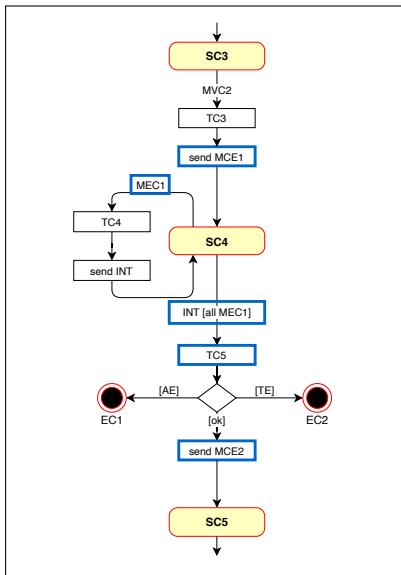 SC3
MVC2
TC3
send MCE1
MEC1
TC4
SC4
send INT
INT [all MEC1]
TC5
[AE]
[TE]
EC1
[ok]
EC2
send MCE2
SC5